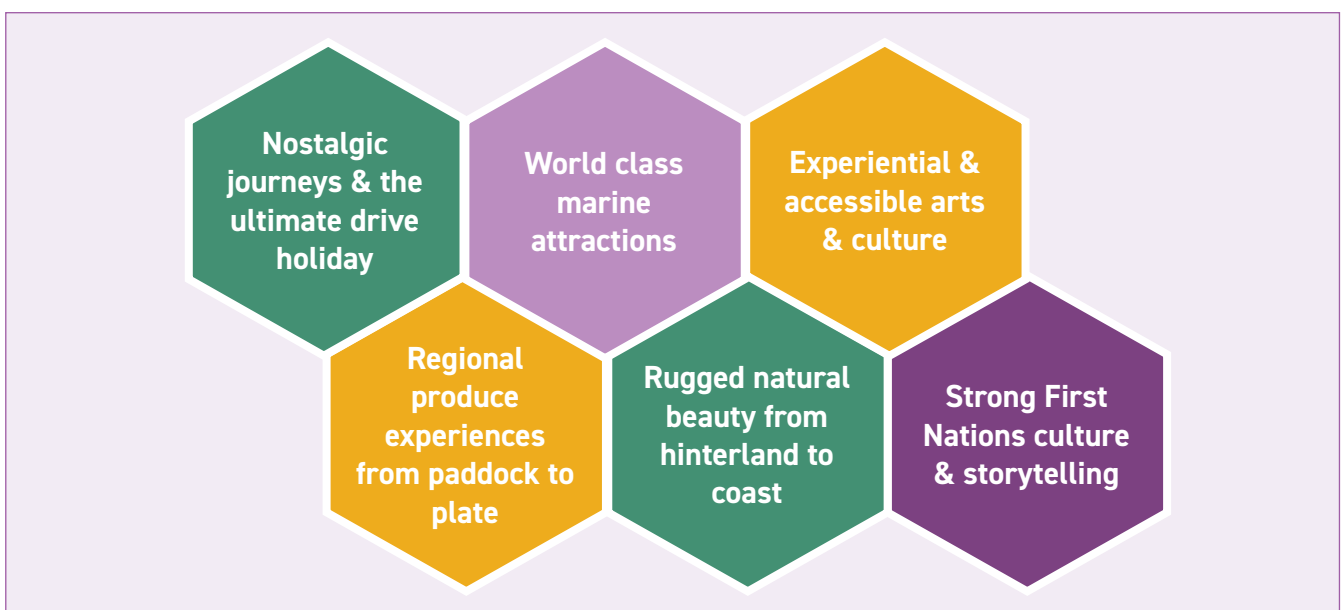 Nostalgic
journeys & the
ultimate drive
holiday
World class
marine
attractions
Experiential &
accessible arts
& culture
Regional
produce
experiences
from paddock to
plate
Rugged natural
beauty from
hinterland to
coast
Strong First
Nations culture
& storytelling